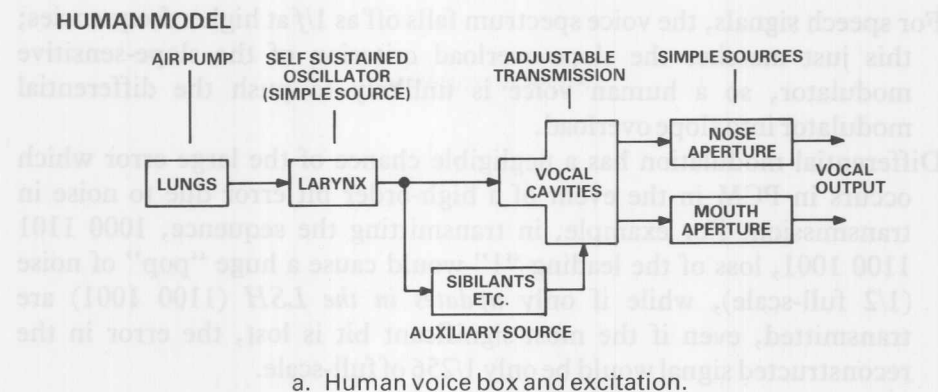 HUMAN MODEL
AIR PUMP
SELF SUSTAINED
OSCILLATOR
(SIMPLE SOURCE)
ADJUSTABLE
TRANSMISSION
SIMPLE SOURCES
LUNGS
LARYNX
VOCAL
CAVITIES
NOSE
APERTURE
MOUTH
APERTURE
VOCAL
OUTPUT
SIBILANTS
ETC.
AUXILIARY SOURCE
a. Human voice box and excitation.